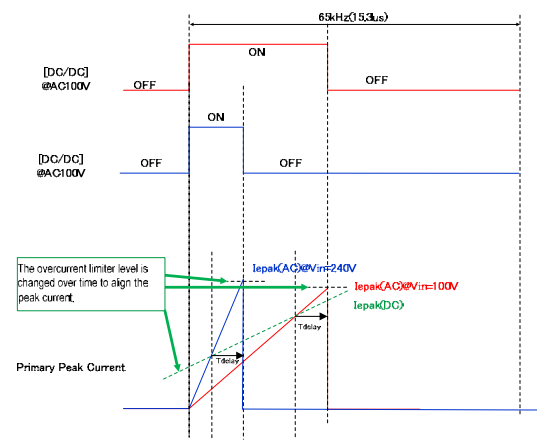 65kHz(15.3us)
ON
[DC/DC]
@AC100V
OFF
OFF
ON
[DC/DC]
@AC100V
OFF
OFF
The overcurrent limiter level is
changed over time to align the
peak current.
Iepak(AC)@Vin=240V
Iepak(AC)@Vin=100V
Iepak(DC)
Tdelay
Tdelay
Primary Peak Current